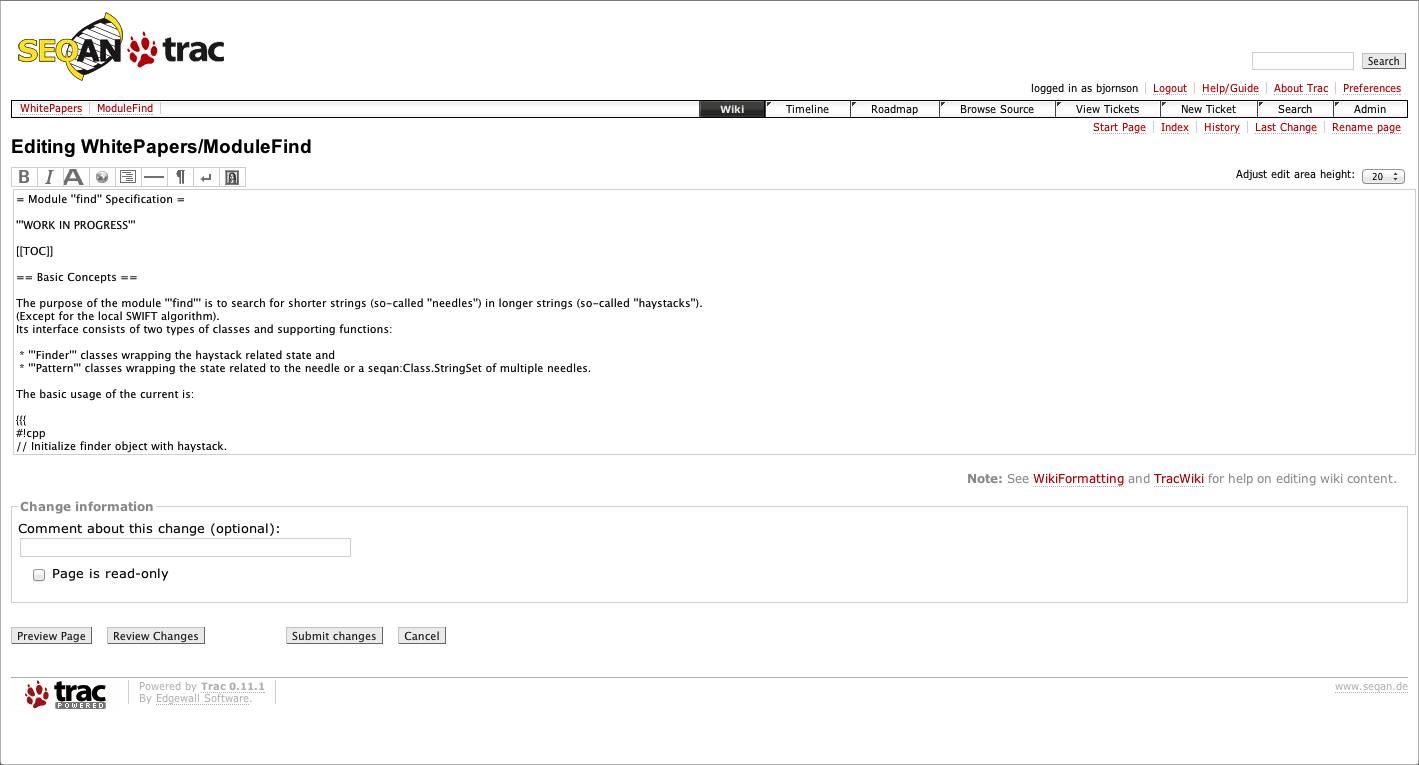 SEQAN trac
Search
logged in as bjornson Logout Help/Guide About Trac Preferences
WhitePapers ModuleFind
Wiki Timeline Roadmap Browse Source View Tickets New Ticket Search Admin
Start Page Index History Last Change Rename page
Editing WhitePapers/ModuleFind
B I A ¶ ↵
Adjust edit area height: 20
= Module ''find'' Specification =
'''WORK IN PROGRESS'''
[[TOC]]
== Basic Concepts ==
The purpose of the module '''find''' is to search for shorter strings (so-called ''needles'') in longer strings (so-called ''haystacks'').
(Except for the local SWIFT algorithm).
Its interface consists of two types of classes and supporting functions:
* '''Finder''' classes wrapping the haystack related state and
* '''Pattern''' classes wrapping the state related to the needle or a seqan:Class.StringSet of multiple needles.
The basic usage of the current is:
{{{
#!cpp
// Initialize finder object with haystack.
Note: See WikiFormatting and TracWiki for help on editing wiki content.
Change information
Comment about this change (optional):
Page is read-only
Preview Page Review Changes Submit changes Cancel
trac POWERED
Powered by Trac 0.11.1
By Edgewall Software.
www.seqan.de